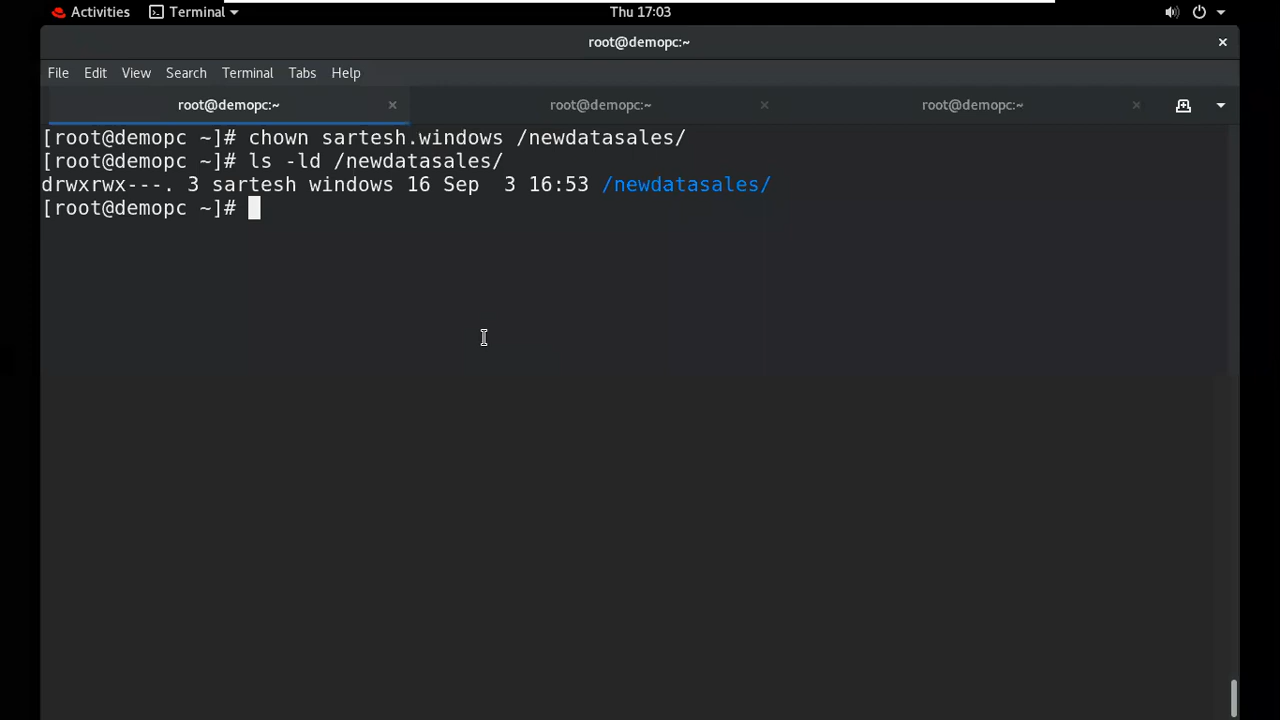 Activities Terminal Thu 17:03
root@demopc:~
File Edit View Search Terminal Tabs Help
root@demopc:~ root@demopc:~ root@demopc:~
[root@demopc ~]# chown sartesh.windows /newdatasales/
[root@demopc ~]# ls -ld /newdatasales/
drwxrwx---. 3 sartesh windows 16 Sep  3 16:53 /newdatasales/
[root@demopc ~]#